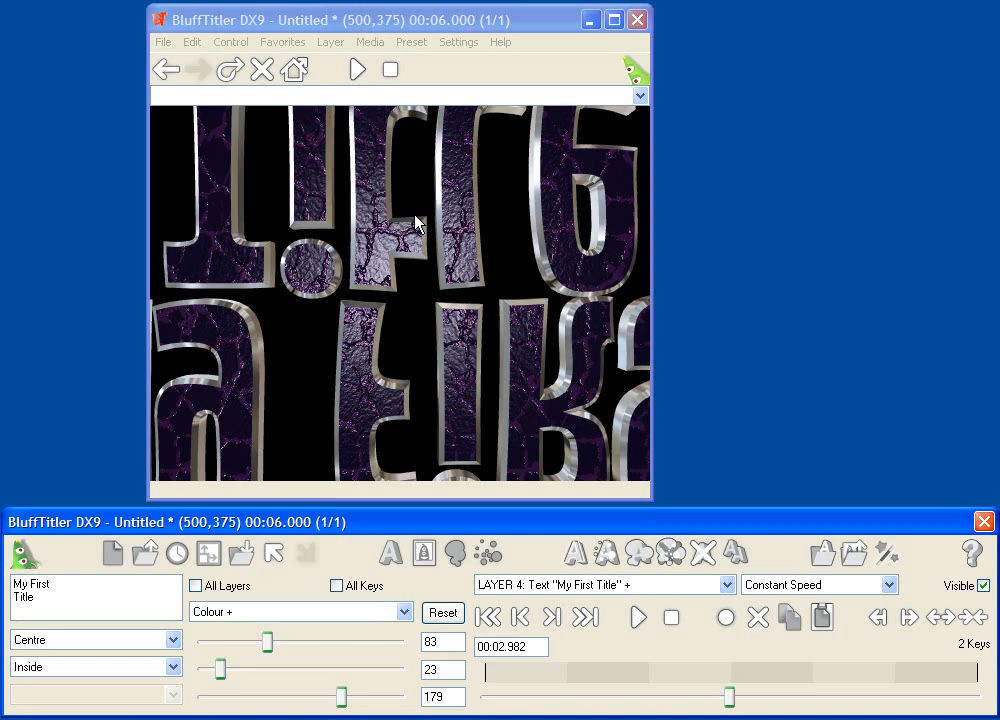 BluffTitler DX9 - Untitled * (500,375) 00:06.000 (1/1)
File Edit Control Favorites Layer Media Preset Settings Help
BluffTitler DX9 - Untitled * (500,375) 00:06.000 (1/1)
My First
Title
All Layers
All Keys
LAYER 4: Text "My First Title" +
Constant Speed
Visible
Colour +
Reset
Centre
83
00:02.982
2 Keys
Inside
23
179